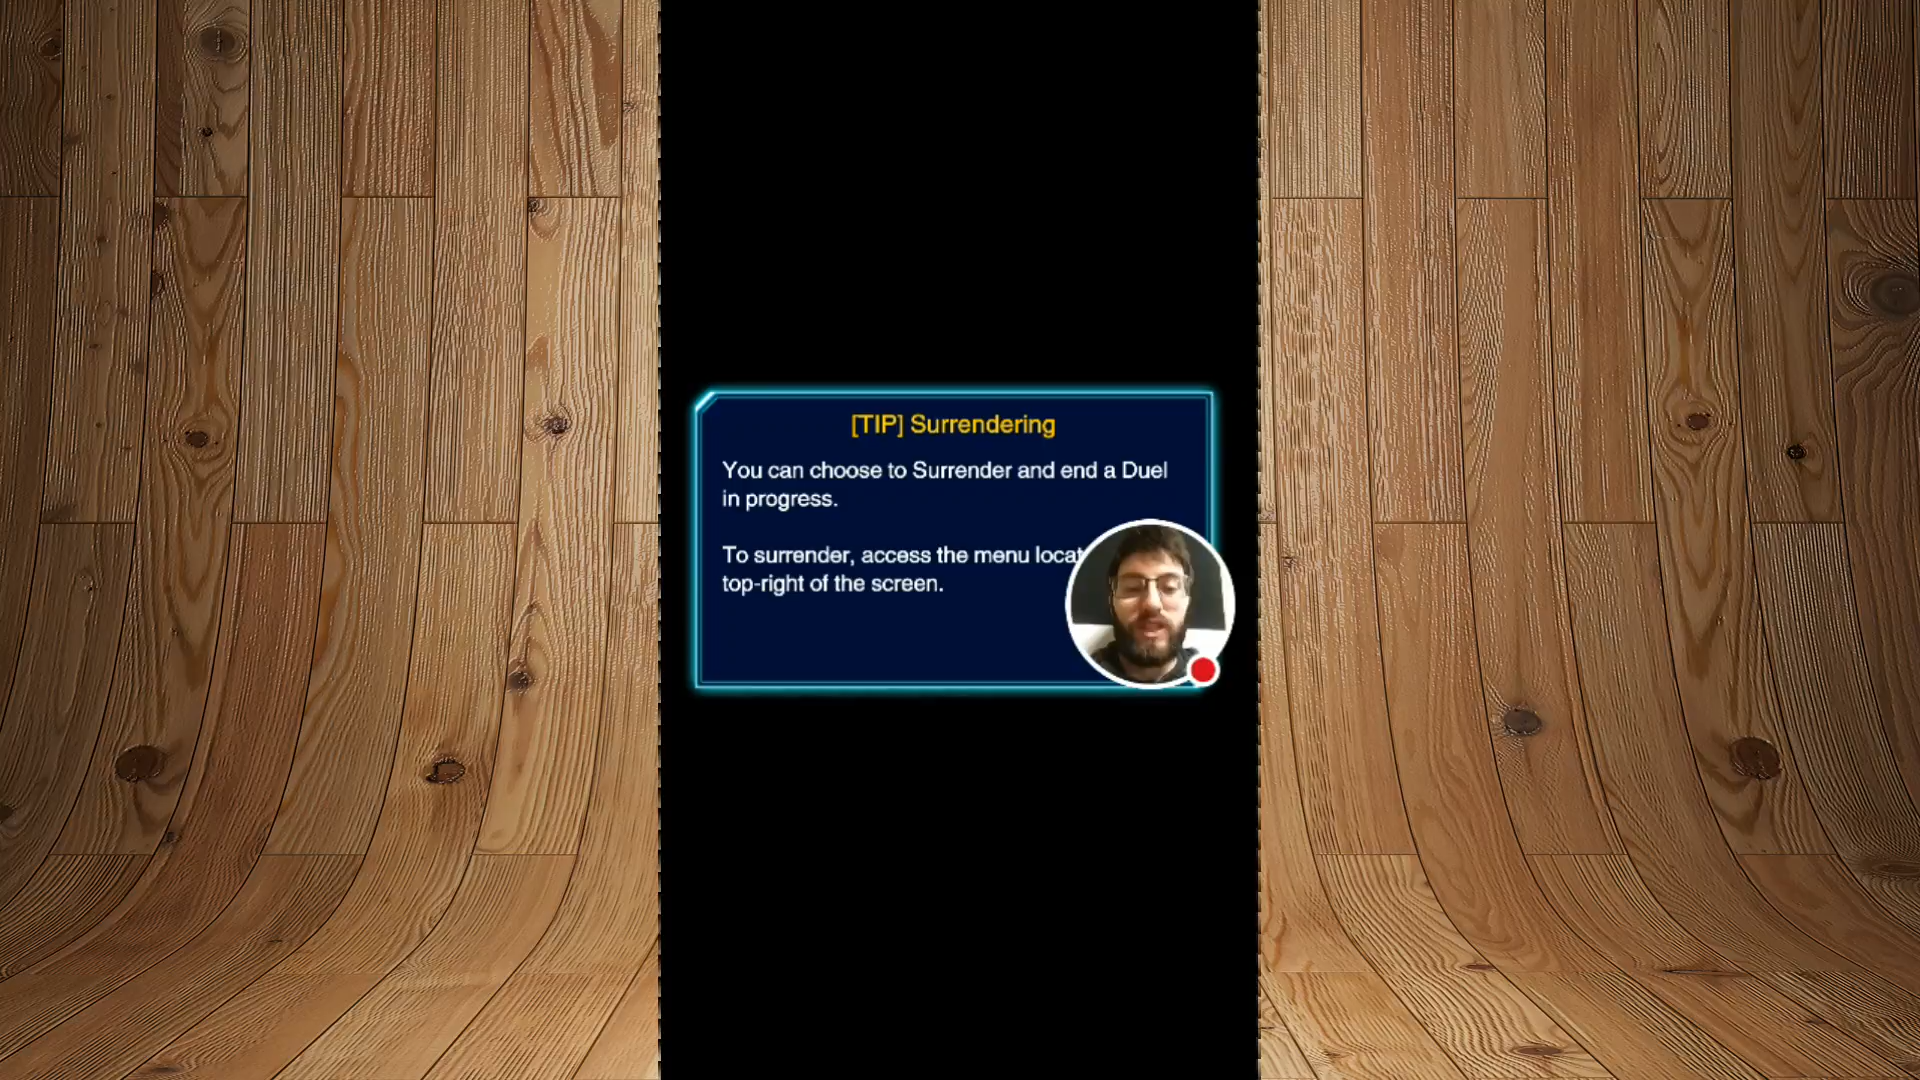 [TIP] Surrendering
You can choose to Surrender and end a Duel
in progress.
To surrender, access the menu
top-right of the screen.